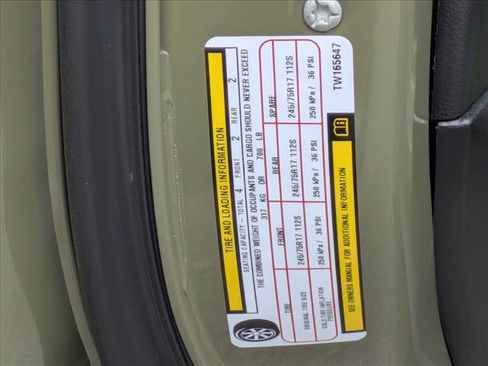 TIRE AND LOADING INFORMATION
SEATING CAPACITY - TOTAL 4 FRONT 2 REAR 2
THE COMBINED WEIGHT OF OCCUPANTS AND CARGO SHOULD NEVER EXCEED
317 KG OR 700 LB
TIRE FRONT REAR SPARE
ORIGINAL TIRE SIZE 245/75R17 112S 245/75R17 112S 245/75R17 112S
COLD TIRE INFLATION
PRESSURE 250 kPa / 36 PSI 250 kPa / 36 PSI 250 kPa / 36 PSI
SEE OWNERS MANUAL FOR ADDITIONAL INFORMATION
TW165647